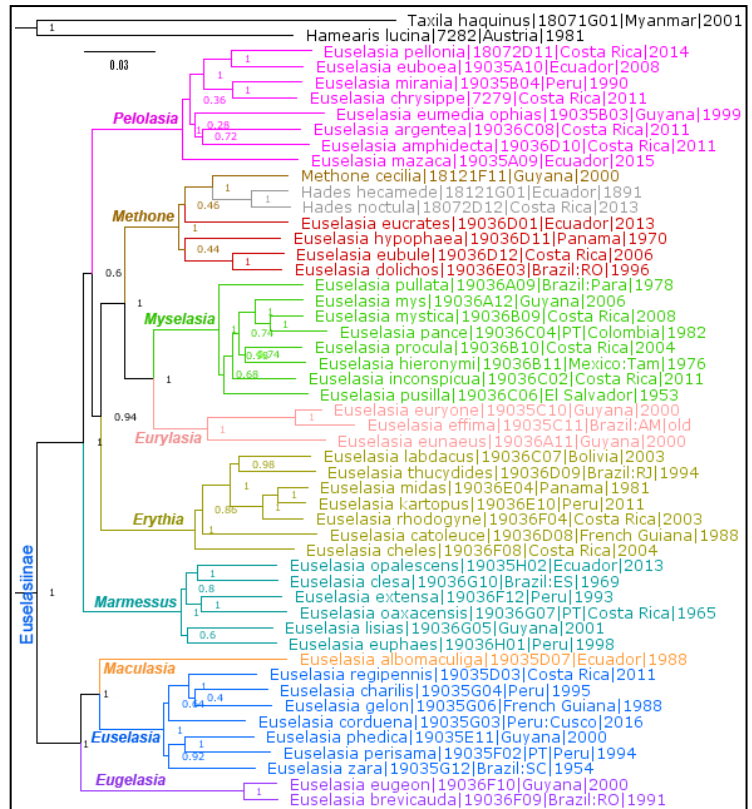 Taxila haquinus|18071G01|Myanmar|2001
1
Hamearis lucina|7282|Austria|1981
Euselasia pellonia|18072D11|Costa Rica|2014
0.03
1
Euselasia euboea|19035A10|Ecuador|2008
1
Euselasia mirania|19035B04|Peru|1990
1
0.36
Euselasia chrysippe|7279|Costa Rica|2011
Pelolasia
Euselasia eumedia ophias|19035B03|Guyana|1999
0.28
1
Euselasia argentea|19036C08|Costa Rica|2011
0.72
Euselasia amphidecta|19036D10|Costa Rica|2011
Euselasia mazaca|19035A09|Ecuador|2015
Methone cecilia|18121F11|Guyana|2000
1
Hades hecamede|18121G01|Ecuador|1891
1
0.46
Hades noctula|18072D12|Costa Rica|2013
Methone
Euselasia eucrates|19036D01|Ecuador|2013
1
Euselasia hypophaea|19036D11|Panama|1970
0.44
Euselasia eubule|19036D12|Costa Rica|2006
1
0.6
Euselasia dolichos|19036E03|Brazil:RO|1996
Euselasia pullata|19036A09|Brazil:Para|1978
1
Euselasia mys|19036A12|Guyana|2006
Myselasia
Euselasia mystica|19036B09|Costa Rica|2008
1
1
0.74
Euselasia pance|19036C04|PT|Colombia|1982
1
Euselasia procula|19036B10|Costa Rica|2004
0.74
Euselasia hieronymi|19036B11|Mexico:Tam|1976
1
0.68
Euselasia inconspicua|19036C02|Costa Rica|2011
Euselasia pusilla|19036C06|El Salvador|1953
0.94
Euselasia euryone|19035C10|Guyana|2000
1
Euselasia effima|19035C11|Brazil:AM|old
Eurylasia
1
1
Euselasia eunaeus|19036A11|Guyana|2000
Euselasia labdacus|19036C07|Bolivia|2003
0.98
Euselasia thucydides|19036D09|Brazil:RJ|1994
1
Euselasia midas|19036E04|Panama|1981
1
1
Euselasia kartopus|19036E10|Peru|2011
0.86
Erythia
Euselasia rhodogyne|19036F04|Costa Rica|2003
1
Euselasia catoleuce|19036D08|French Guiana|1988
Euselasia cheles|19036F08|Costa Rica|2004
Euselasia opalescens|19035H02|Ecuador|2013
1
Euselasia clesa|19036G10|Brazil:ES|1969
0.8
Euselasia extensa|19036F12|Peru|1993
Marmessus
1
1
Euselasia oaxacensis|19036G07|PT|Costa Rica|1965
Euselasiinae
1
Euselasia lisias|19036G05|Guyana|2001
0.6
Euselasia euphaes|19036H01|Peru|1998
Maculasia
Euselasia albomaculiga|19035D07|Ecuador|1988
Euselasia regipennis|19035D03|Costa Rica|2011
1
Euselasia charilis|19035G04|Peru|1995
0.4
Euselasia gelon|19035G06|French Guiana|1988
1
Euselasia corduena|19035G03|Peru:Cusco|2016
Euselasia
1
1
1
Euselasia phedica|19035E11|Guyana|2000
1
0.92
Euselasia perisama|19035F02|PT|Peru|1994
Euselasia zara|19035G12|Brazil:SC|1954
Eugelasia
Euselasia eugeon|19036F10|Guyana|2000
1
Euselasia brevicauda|19036F09|Brazil:RO|1991